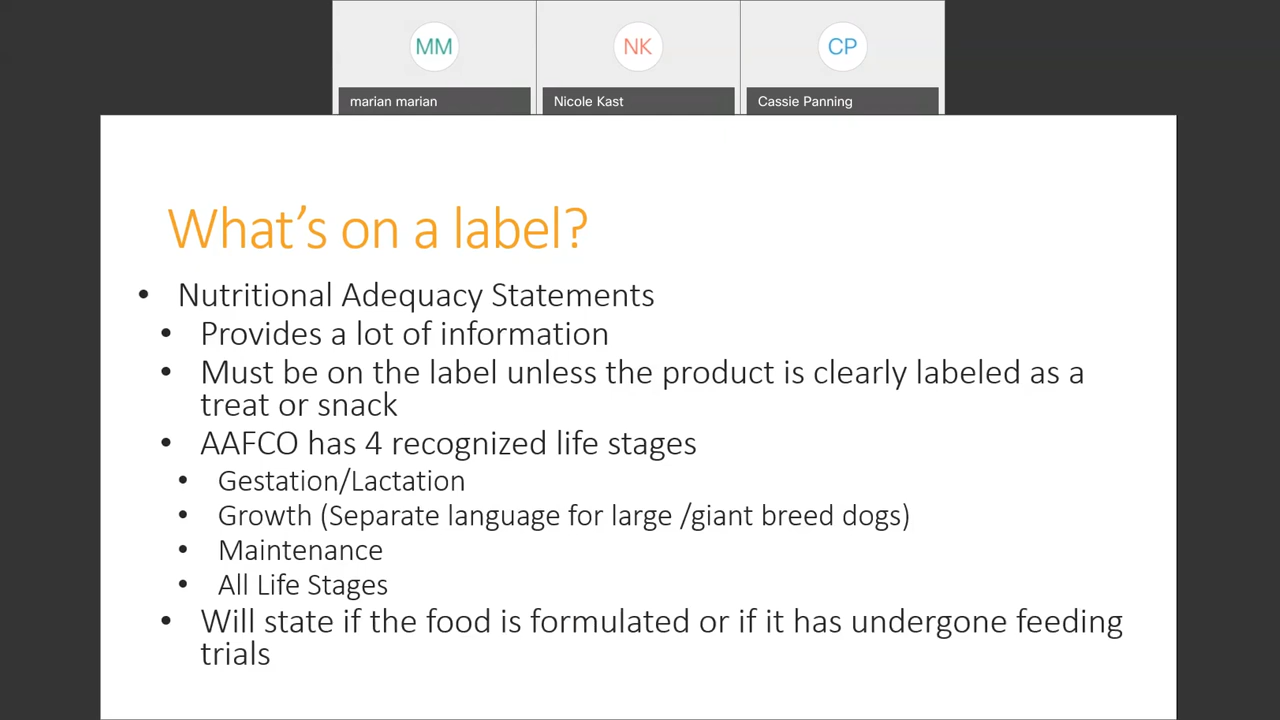 MM
NK
CP
marian marian
Nicole Kast
Cassie Panning
What's on a label?
• Nutritional Adequacy Statements
• Provides a lot of information
• Must be on the label unless the product is clearly labeled as a
treat or snack
• AAFCO has 4 recognized life stages
• Gestation/Lactation
• Growth (Separate language for large /giant breed dogs)
• Maintenance
• All Life Stages
• Will state if the food is formulated or if it has undergone feeding
trials